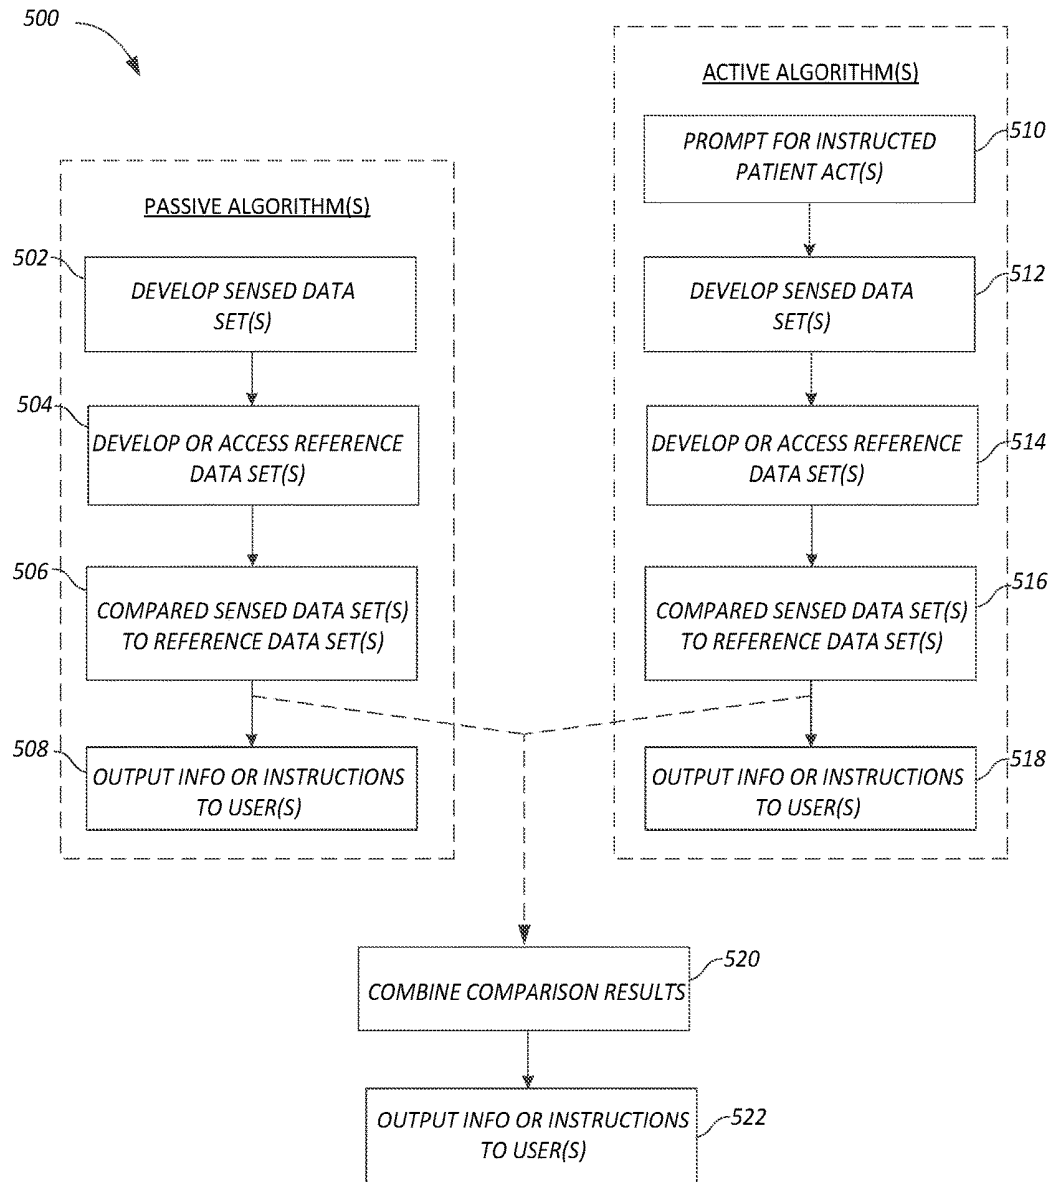 500
PASSIVE ALGORITHM(S)
502
DEVELOP SENSED DATA
SET(S)
504
DEVELOP OR ACCESS REFERENCE
DATA SET(S)
506
COMPARED SENSED DATA SET(S)
TO REFERENCE DATA SET(S)
508
OUTPUT INFO OR INSTRUCTIONS
TO USER(S)
ACTIVE ALGORITHM(S)
510
PROMPT FOR INSTRUCTED
PATIENT ACT(S)
512
DEVELOP SENSED DATA
SET(S)
514
DEVELOP OR ACCESS REFERENCE
DATA SET(S)
516
COMPARED SENSED DATA SET(S)
TO REFERENCE DATA SET(S)
518
OUTPUT INFO OR INSTRUCTIONS
TO USER(S)
520
COMBINE COMPARISON RESULTS
522
OUTPUT INFO OR INSTRUCTIONS
TO USER(S)